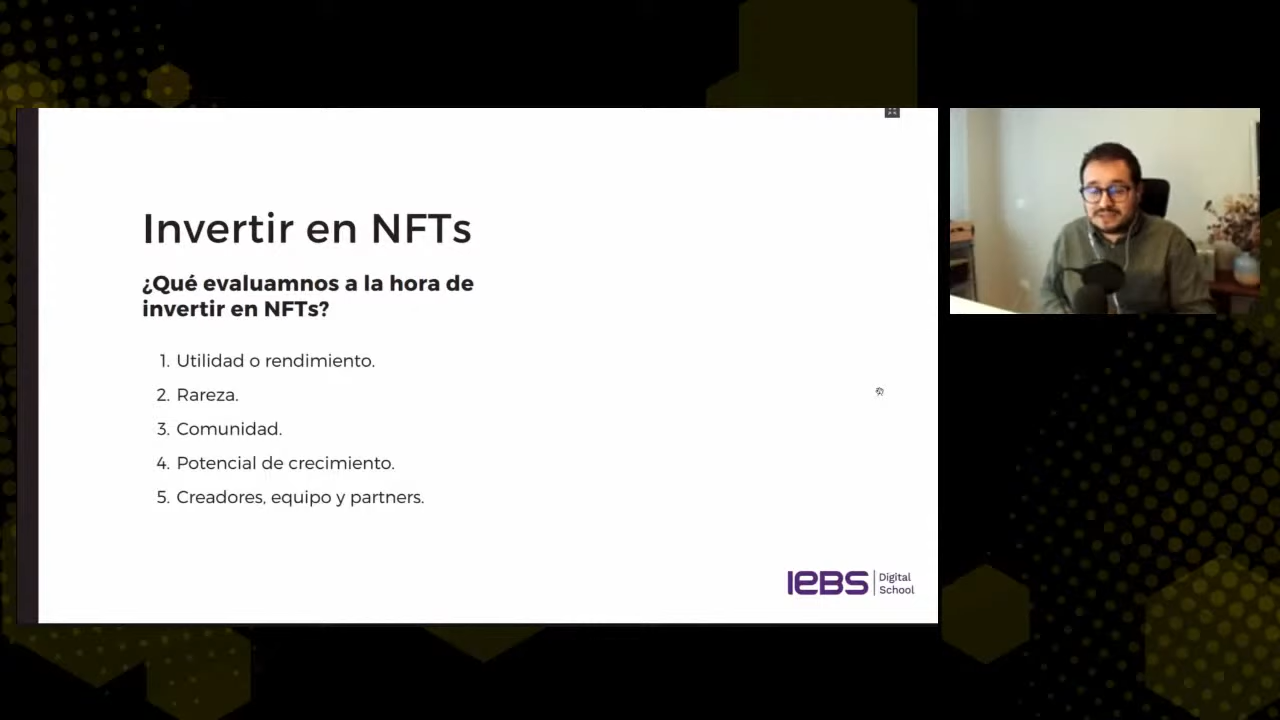 Invertir en NFTs
¿Qué evaluamnos a la hora de
invertir en NFTs?
1. Utilidad o rendimiento.
2. Rareza.
3. Comunidad.
4. Potencial de crecimiento.
5. Creadores, equipo y partners.
IEBS Digital
School